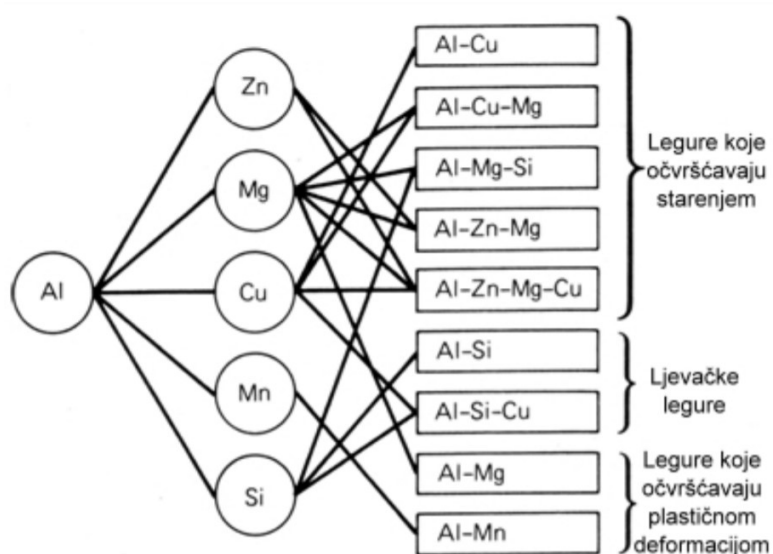 Al
Zn
Mg
Cu
Mn
Si
Al-Cu
Al-Cu-Mg
Al-Mg-Si
Al-Zn-Mg
Al-Zn-Mg-Cu
Al-Si
Al-Si-Cu
Al-Mg
Al-Mn
Legure koje
očvršćavaju
starenjem
Ljevačke
legure
Legure koje
očvršćavaju
plastičnom
deformacijom